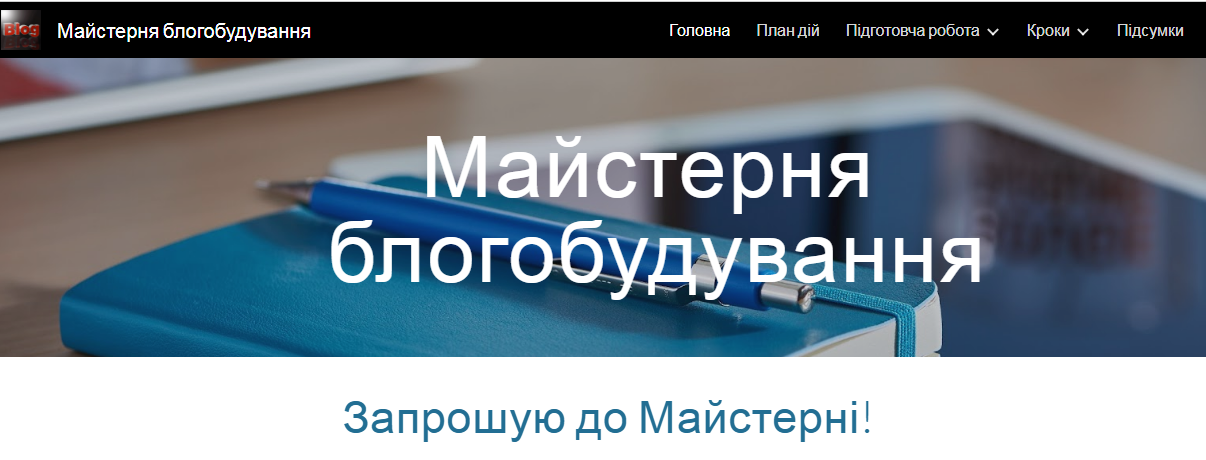 Blog Майстерня блогобудування Головна План дій Підготовча робота Кроки Підсумки
Майстерня
блогобудування
Запрошую до Майстерні!